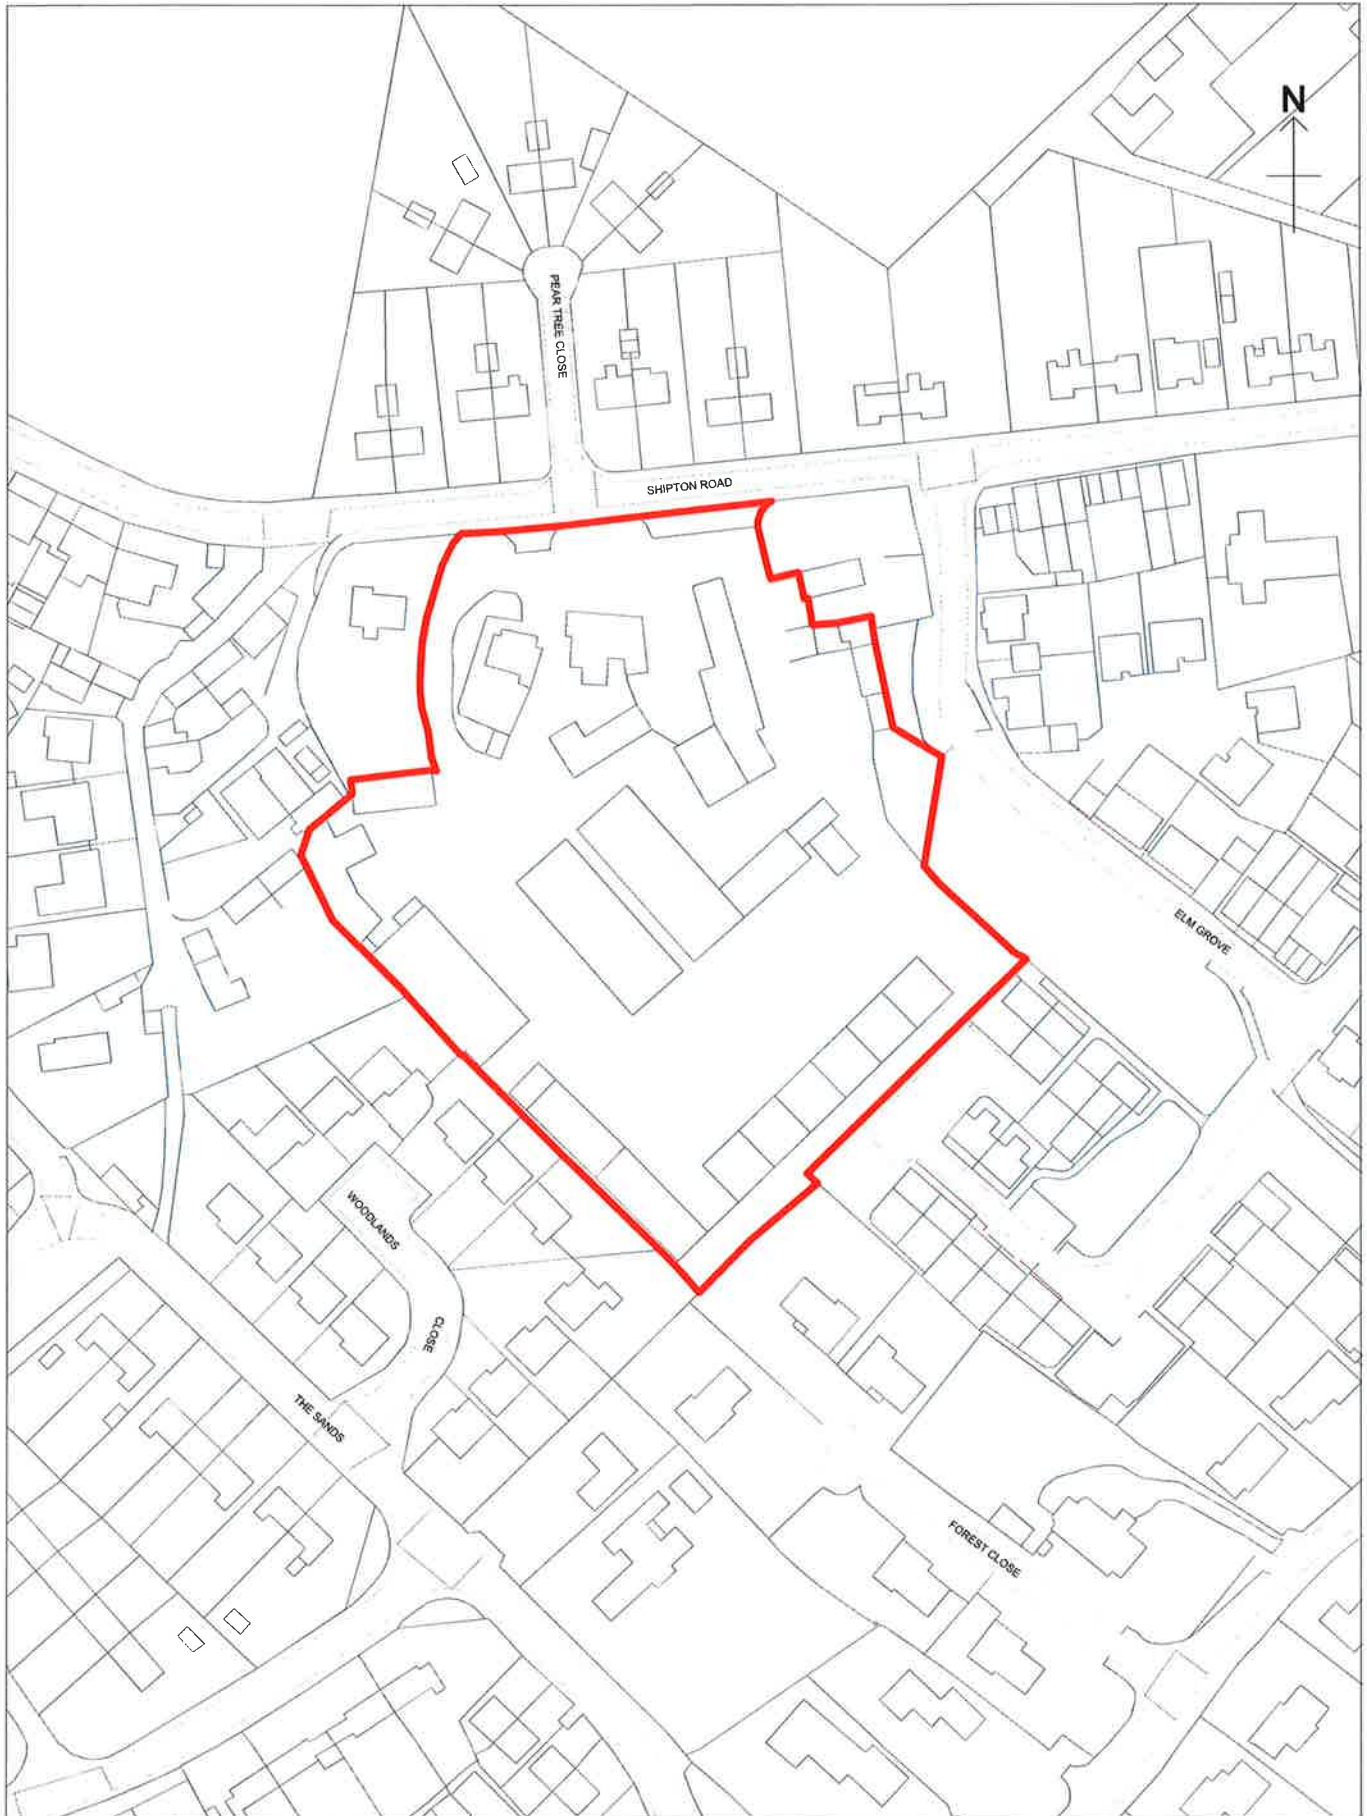 N
PEAR TREE CLOSE
SHIPTON ROAD
ELM GROVE
WOODLANDS
CLOSE
THE SANDS
FOREST CLOSE